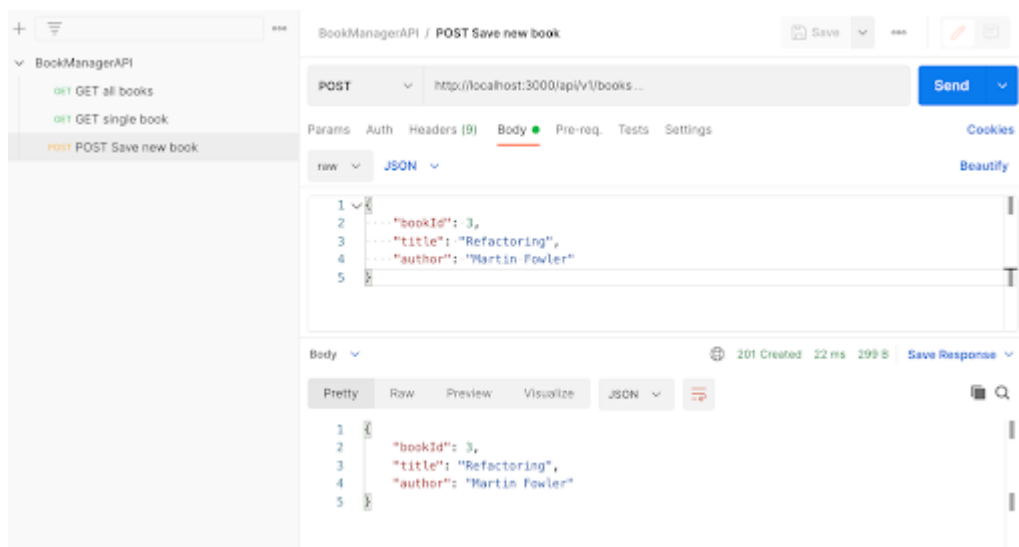 BookManagerAPI / POST Save new book
Save
BookManagerAPI
GET GET all books
GET GET single book
POST POST Save new book
POST
http://localhost:3000/api/v1/books...
Send
Params Auth Headers (9) Body Pre-req. Tests Settings
Cookies
raw JSON
Beautify
1 {
2 "bookId": 3,
3 "title": "Refactoring",
4 "author": "Martin Fowler"
5 }
Body
201 Created 22 ms 299 B Save Response
Pretty Raw Preview Visualize JSON
1 {
2 "bookId": 3,
3 "title": "Refactoring",
4 "author": "Martin Fowler"
5 }